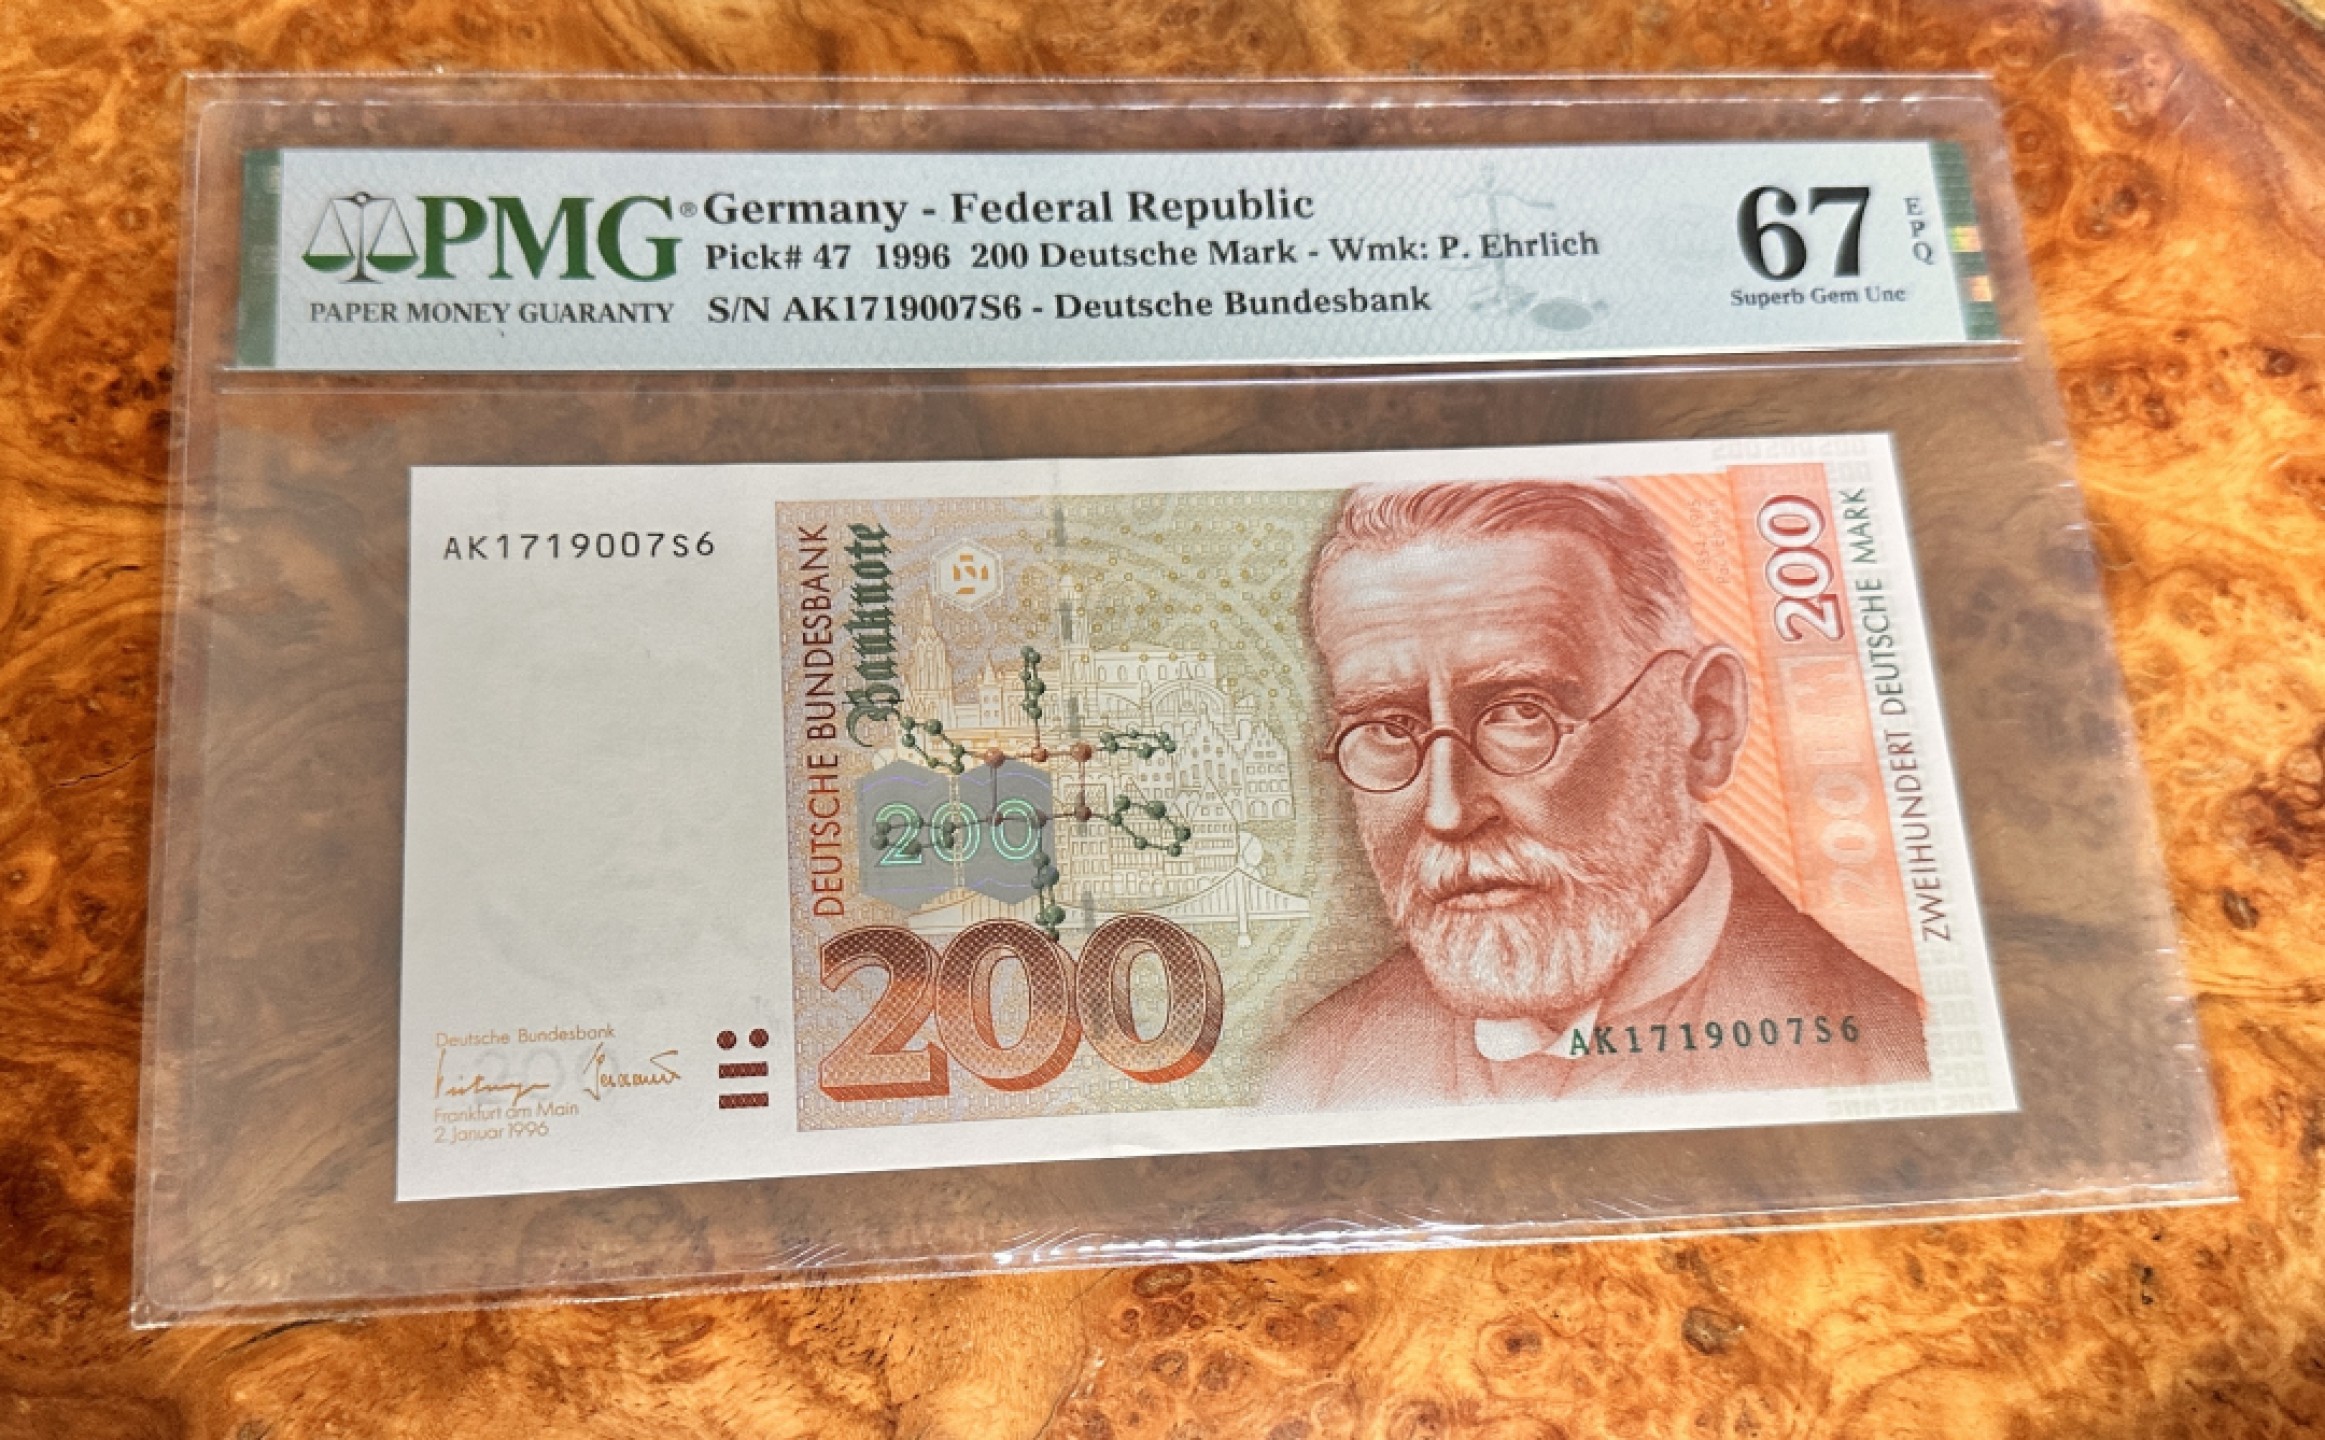 PMG®
PAPER MONEY GUARANTY
Germany - Federal Republic
Pick# 47 1996 200 Deutsche Mark - Wmk: P. Ehrlich
S/N AK1719007S6 - Deutsche Bundesbank
67
EPQ
Superb Gem Unc
AK1719007S6
DEUTSCHE BUNDESBANK
Banknote
200
200
200
200
ZWEIHUNDERT DEUTSCHE MARK
AK1719007S6
Deutsche Bundesbank
Frankfurt am Main
2. Januar 1996